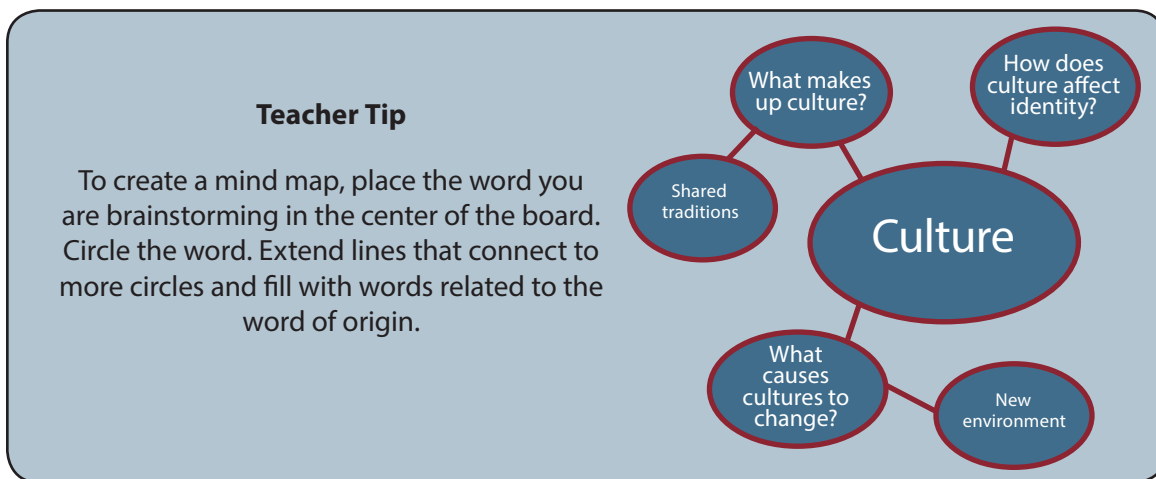 Teacher Tip
To create a mind map, place the word you
are brainstorming in the center of the board.
Circle the word. Extend lines that connect to
more circles and fill with words related to the
word of origin.
What makes
up culture?
How does
culture affect
identity?
Shared
traditions
Culture
What
causes
cultures to
change?
New
environment